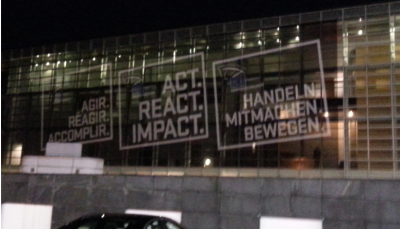 AGIR.
RÉAGIR.
ACCOMPLIR.
ACT.
REACT.
IMPACT.
HANDELN.
MITMACHEN.
BEWEGEN.